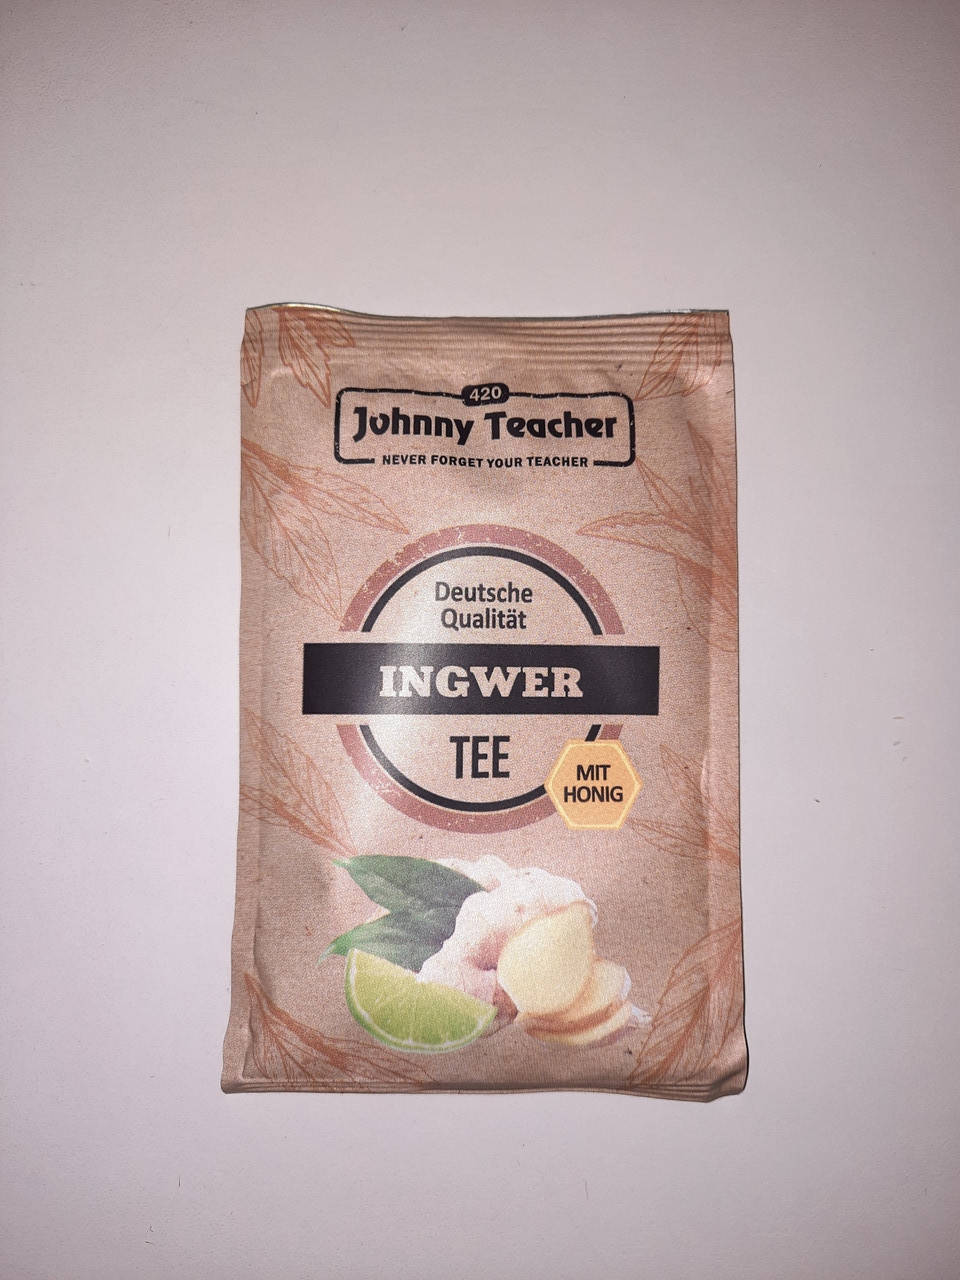 420
Johnny Teacher
NEVER FORGET YOUR TEACHER
Deutsche
Qualität
INGWER
TEE
MIT
HONIG